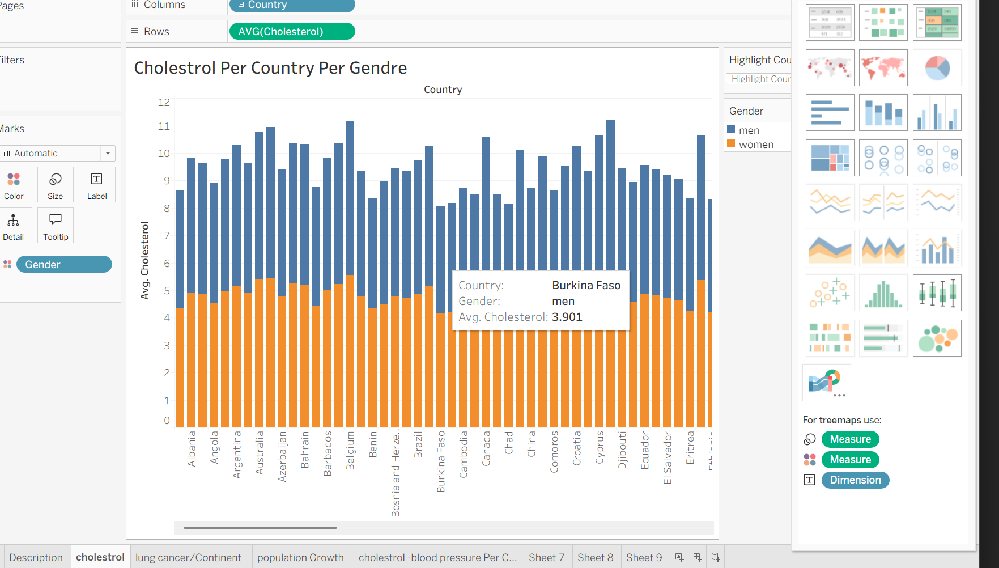 Pages
Columns
Country
Rows
AVG(Cholesterol)
Filters
Marks
Automatic
Color
Size
Label
Detail
Tooltip
Gender
Cholestrol Per Country Per Gendre
Country
Avg. Cholesterol
12
11
10
9
8
7
6
5
4
3
2
1
0
Country: Burkina Faso
Gender: men
Avg. Cholesterol: 3.901
Albania
Angola
Argentina
Australia
Azerbaijan
Bahrain
Barbados
Belgium
Benin
Bosnia and Herze..
Brazil
Burkina Faso
Cambodia
Canada
Chad
China
Comoros
Croatia
Cyprus
Djibouti
Ecuador
El Salvador
Eritrea
Highlight Cou
Highlight Cour
Gender
men
women
For treemaps use:
Measure
Measure
Dimension
Description
cholestrol
lung cancer/Continent
population Growth
cholestrol -blood pressure Per C...
Sheet 7
Sheet 8
Sheet 9